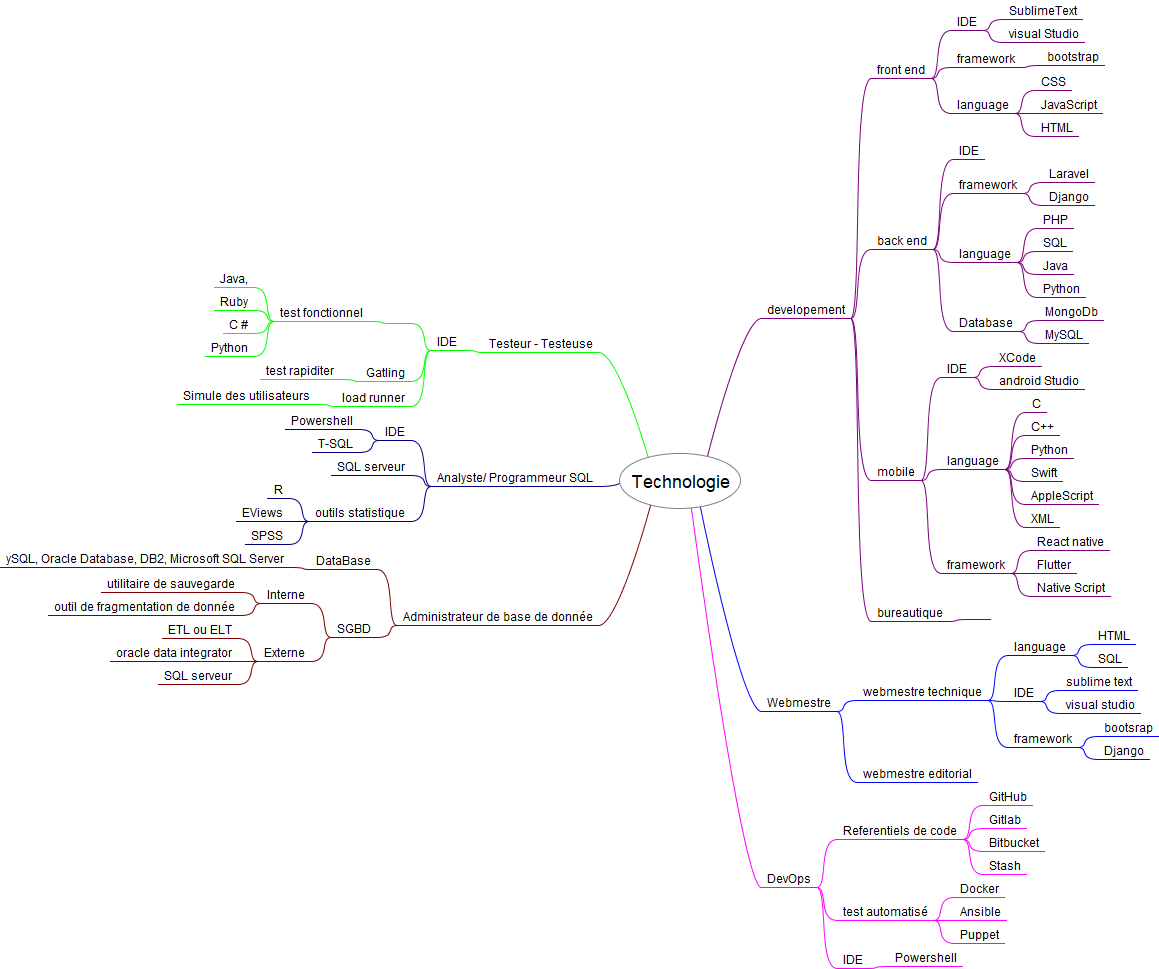 Technologie
developement
front end
IDE
SublimeText
visual Studio
framework
bootstrap
language
CSS
JavaScript
HTML
back end
IDE
framework
Laravel
Django
language
PHP
SQL
Java
Python
Database
MongoDb
MySQL
mobile
IDE
XCode
android Studio
language
C
C++
Python
Swift
AppleScript
XML
framework
React native
Flutter
Native Script
bureautique
Webmestre
webmestre technique
language
HTML
SQL
IDE
sublime text
visual studio
framework
bootsrap
Django
webmestre editorial
DevOps
Referentiels de code
GitHub
Gitlab
Bitbucket
Stash
test automatisé
Docker
Ansible
Puppet
IDE
Powershell
Testeur - Testeuse
IDE
test fonctionnel
Java,
Ruby
C #
Python
Gatling
test rapiditer
load runner
Simule des utilisateurs
Analyste/ Programmeur SQL
IDE
Powershell
T-SQL
SQL serveur
outils statistique
R
EViews
SPSS
Administrateur de base de donnée
DataBase
ySQL, Oracle Database, DB2, Microsoft SQL Server
SGBD
Interne
utilitaire de sauvegarde
outil de fragmentation de donnée
Externe
ETL ou ELT
oracle data integrator
SQL serveur